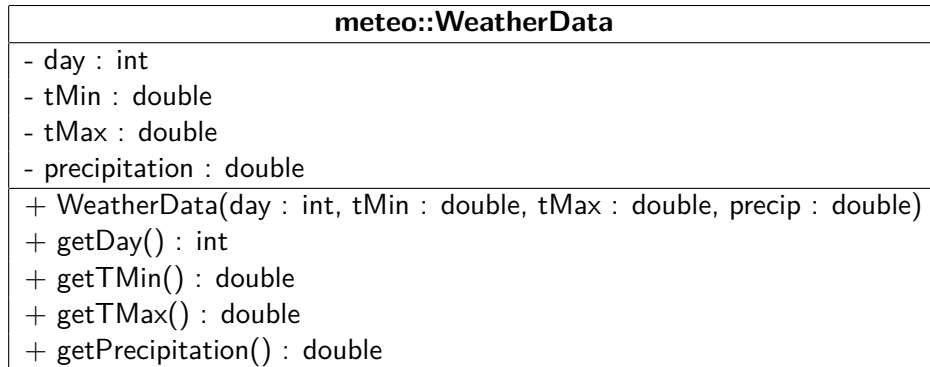 meteo::WeatherData
- day : int
- tMin : double
- tMax : double
- precipitation : double
+ WeatherData(day : int, tMin : double, tMax : double, precip : double)
+ getDay() : int
+ getTMin() : double
+ getTMax() : double
+ getPrecipitation() : double